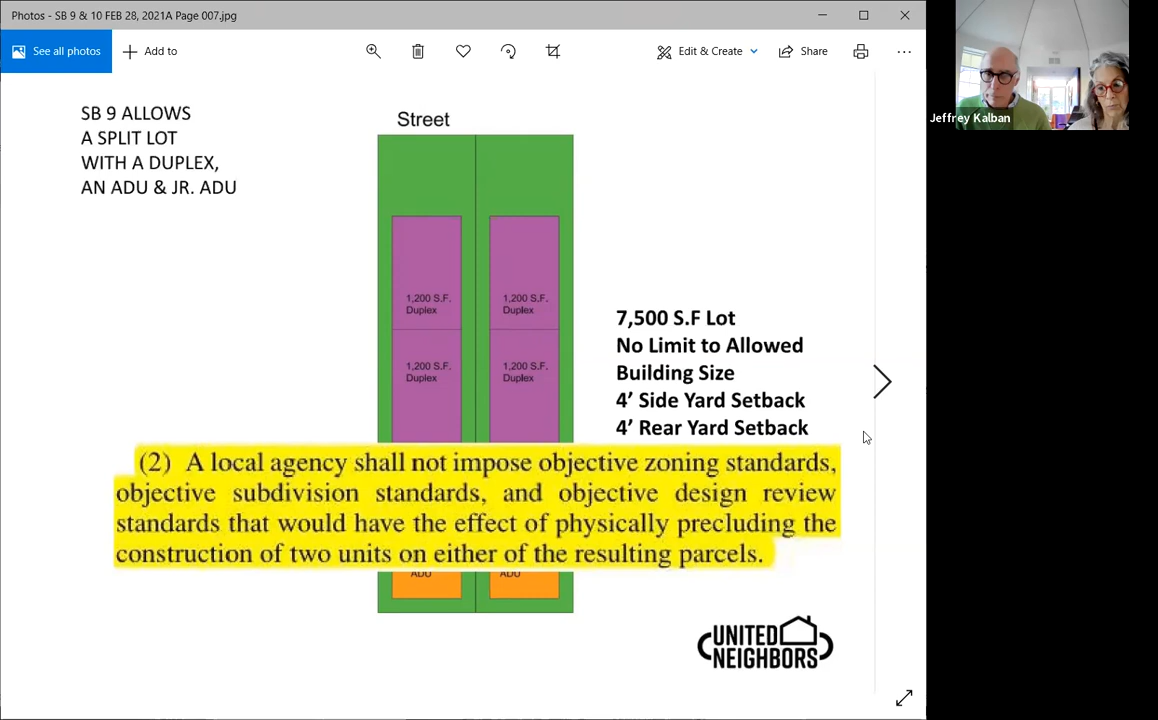 Photos - SB 9 & 10 FEB 28, 2021A Page 007.jpg
See all photos
Add to
Edit & Create
Share
Jeffrey Kalban
SB 9 ALLOWS
A SPLIT LOT
WITH A DUPLEX,
AN ADU & JR. ADU
Street
1,200 S.F.
Duplex
1,200 S.F.
Duplex
1,200 S.F.
Duplex
1,200 S.F.
Duplex
7,500 S.F Lot
No Limit to Allowed
Building Size
4’ Side Yard Setback
4’ Rear Yard Setback
(2) A local agency shall not impose objective zoning standards,
objective subdivision standards, and objective design review
standards that would have the effect of physically precluding the
construction of two units on either of the resulting parcels.
ADU
ADU
UNITED
NEIGHBORS